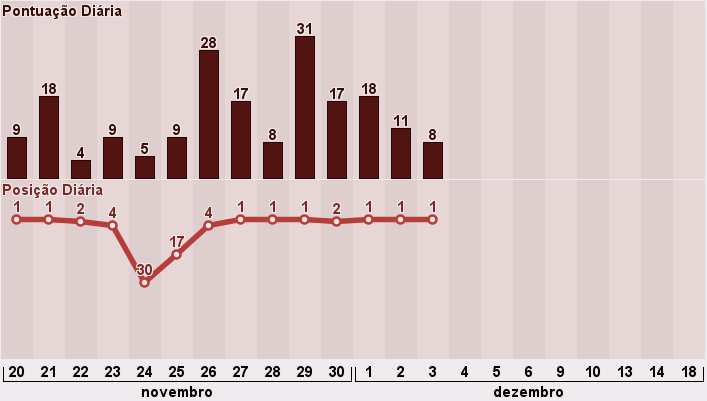 Pontuação Diária
9 18 4 9 5 9 28 17 8 31 17 18 11 8
Posição Diária
1 1 2 4 30 17 4 1 1 1 2 1 1 1
20 21 22 23 24 25 26 27 28 29 30 1 2 3 4 5 6 9 10 13 14 18
novembro dezembro